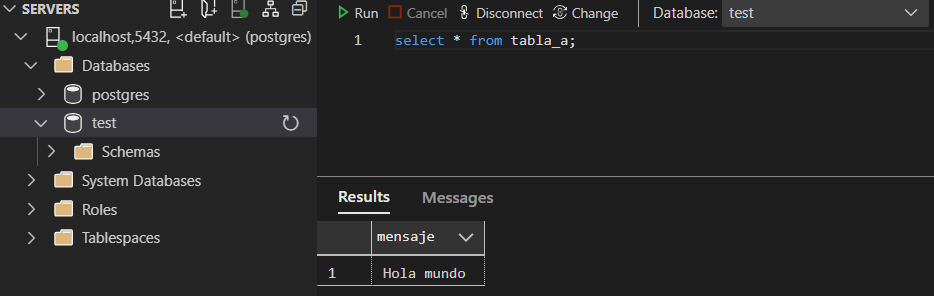 SERVERS
localhost,5432, <default> (postgres)
Databases
postgres
test
Schemas
System Databases
Roles
Tablespaces
Run Cancel Disconnect Change Database: test
1 select * from tabla_a;
Results Messages
mensaje
1 Hola mundo